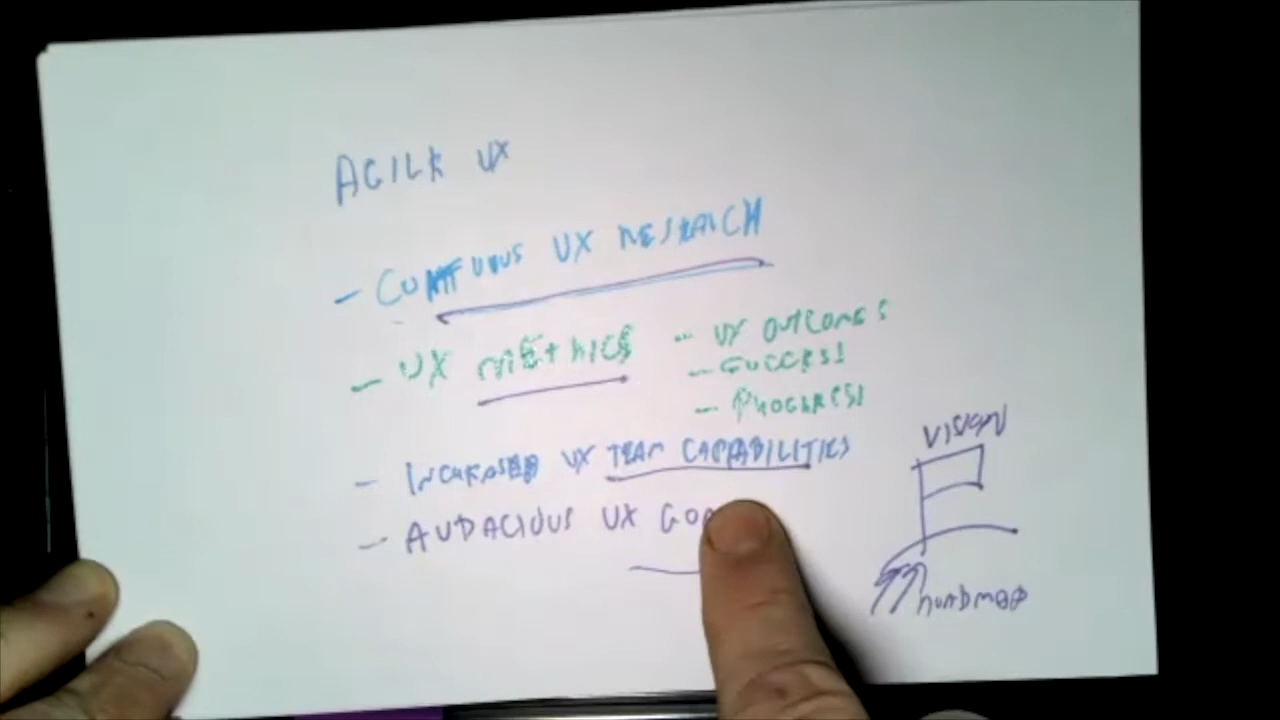 AGILE UX
- CONTINUOUS UX RESEARCH
- UX METRICS
-- UX OUTCOMES
- SUCCESS
- PROGRESS
- INCREASED UX TEAM CAPABILITIES
- AUDACIOUS UX GOA
VISION
ROADMAP